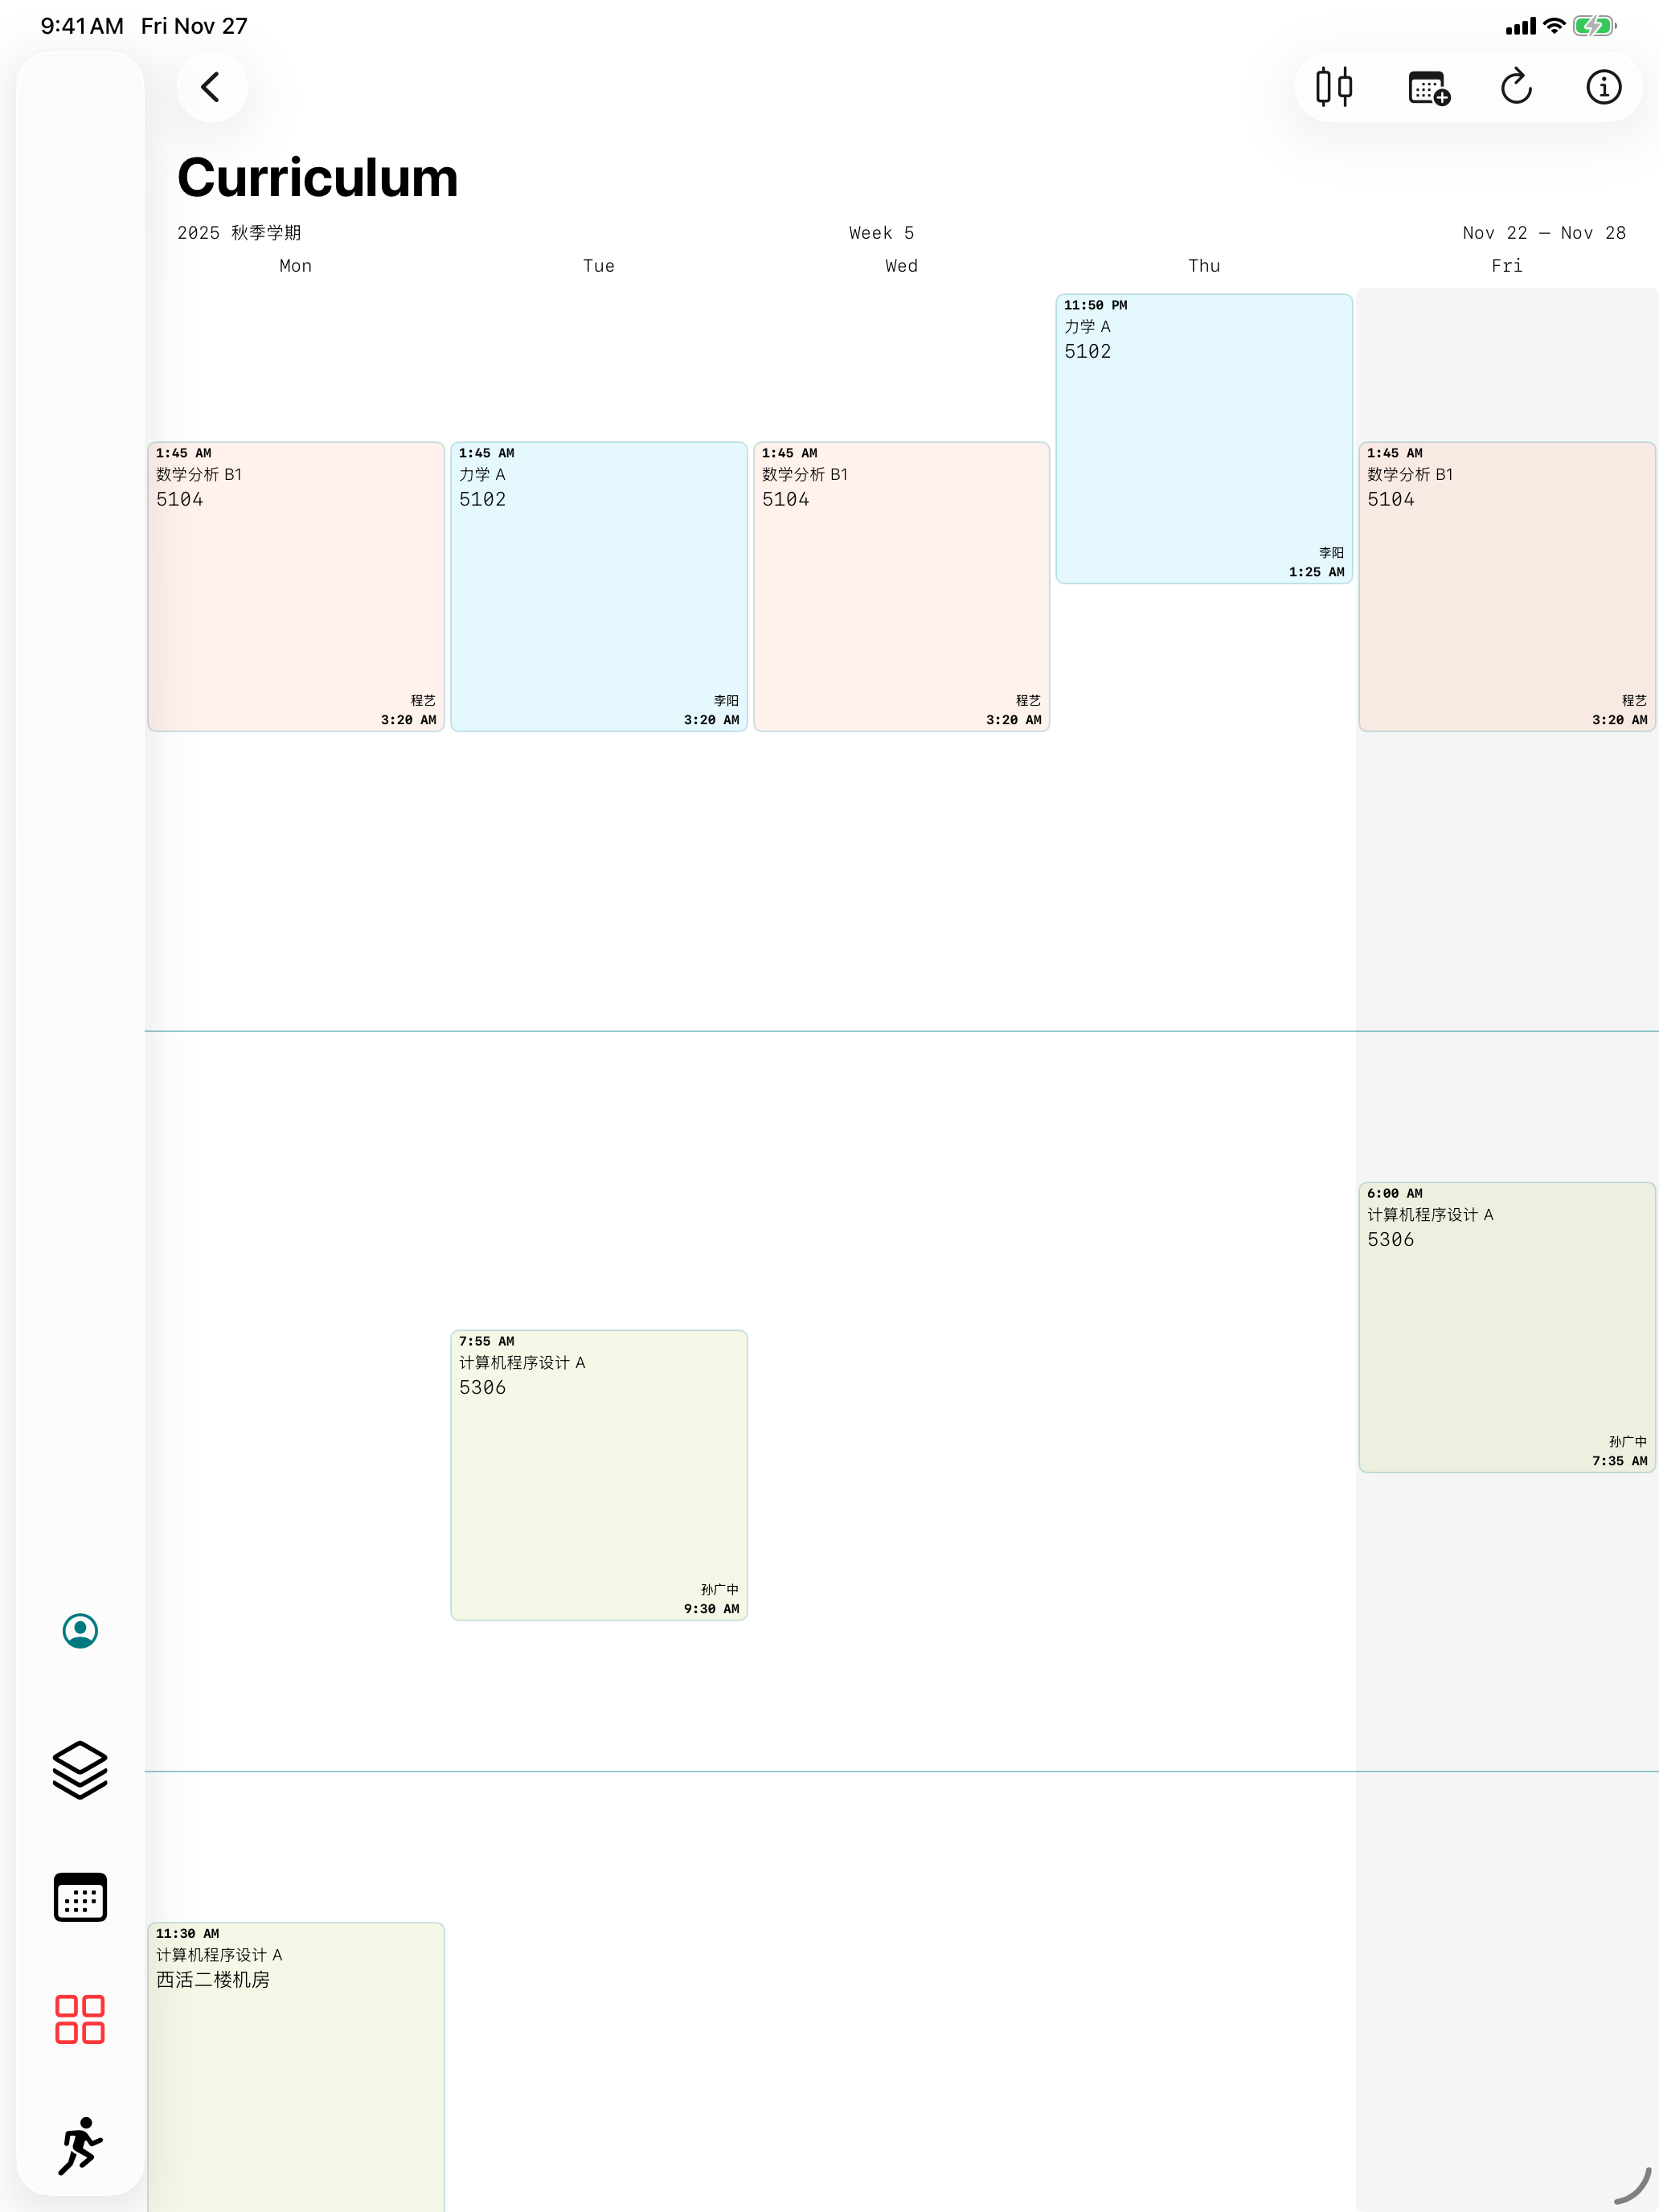 9:41 AM Fri Nov 27
Curriculum
2025 秋季学期 Week 5 Nov 22 – Nov 28
Mon Tue Wed Thu Fri
11:50 PM
力学 A
5102
李阳
1:25 AM
1:45 AM
数学分析 B1
5104
程艺
3:20 AM
1:45 AM
力学 A
5102
李阳
3:20 AM
1:45 AM
数学分析 B1
5104
程艺
3:20 AM
1:45 AM
数学分析 B1
5104
程艺
3:20 AM
6:00 AM
计算机程序设计 A
5306
孙广中
7:35 AM
7:55 AM
计算机程序设计 A
5306
孙广中
9:30 AM
11:30 AM
计算机程序设计 A
西活二楼机房